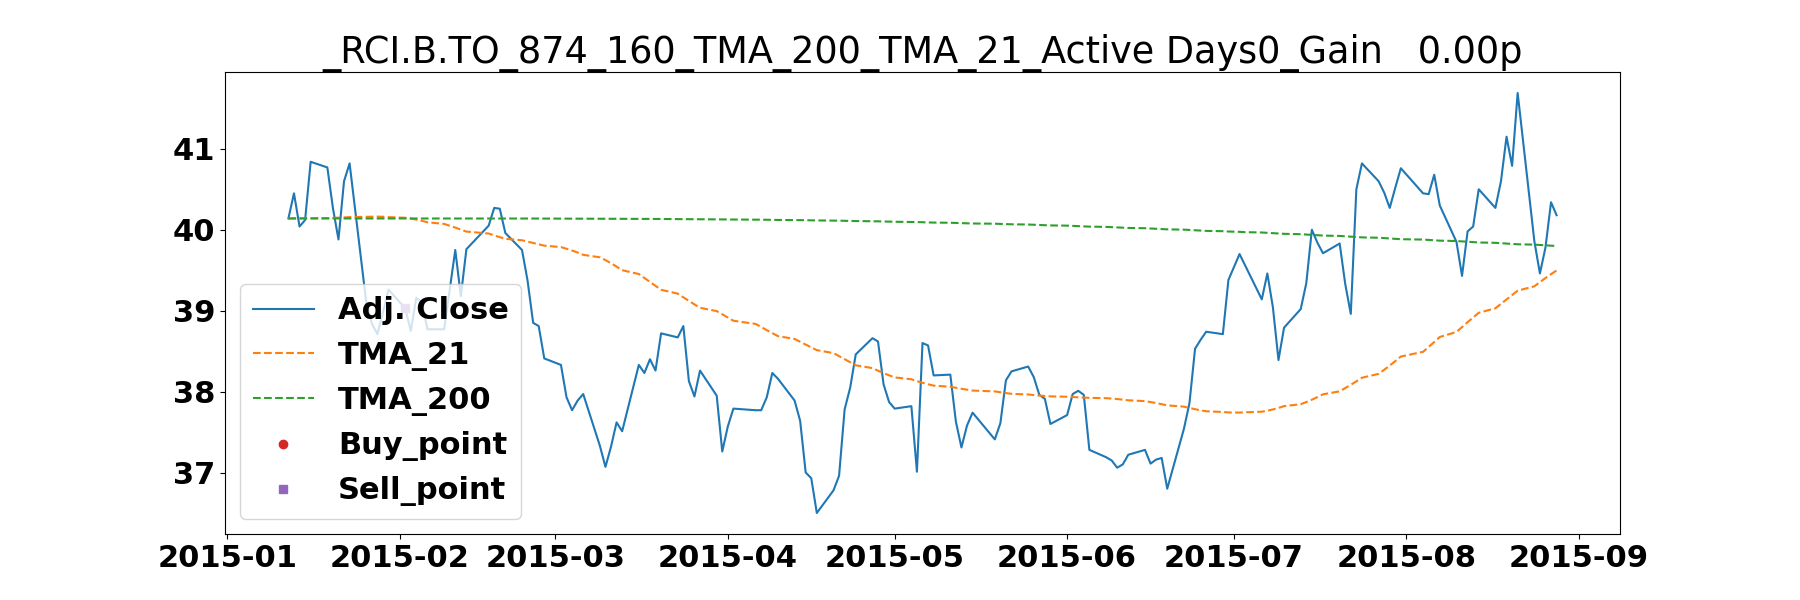 _RCI.B.TO_874_160_TMA_200_TMA_21_Active Days0_Gain   0.00p
41
40
39
38
37
Adj. Close
TMA_21
TMA_200
Buy_point
Sell_point
2015-01 2015-02 2015-03 2015-04 2015-05 2015-06 2015-07 2015-08 2015-09